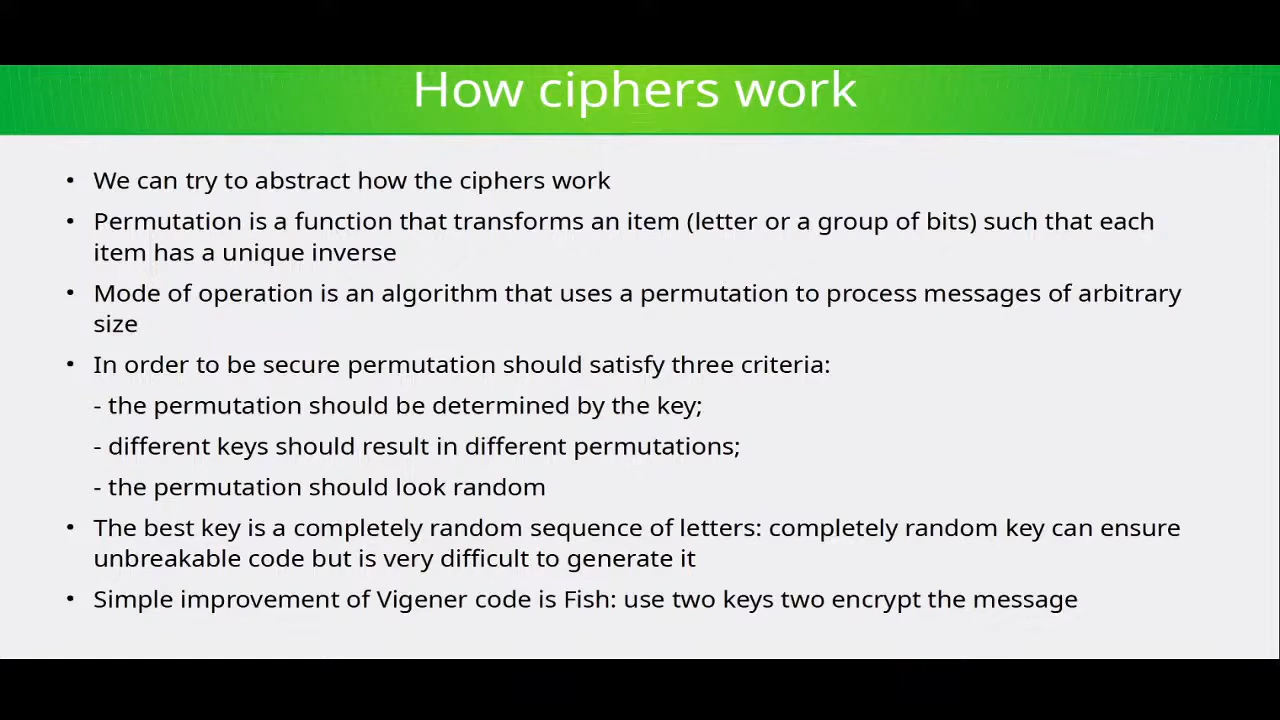 How ciphers work
• We can try to abstract how the ciphers work
• Permutation is a function that transforms an item (letter or a group of bits) such that each
item has a unique inverse
• Mode of operation is an algorithm that uses a permutation to process messages of arbitrary
size
• In order to be secure permutation should satisfy three criteria:
- the permutation should be determined by the key;
- different keys should result in different permutations;
- the permutation should look random
• The best key is a completely random sequence of letters: completely random key can ensure
unbreakable code but is very difficult to generate it
• Simple improvement of Vigener code is Fish: use two keys two encrypt the message